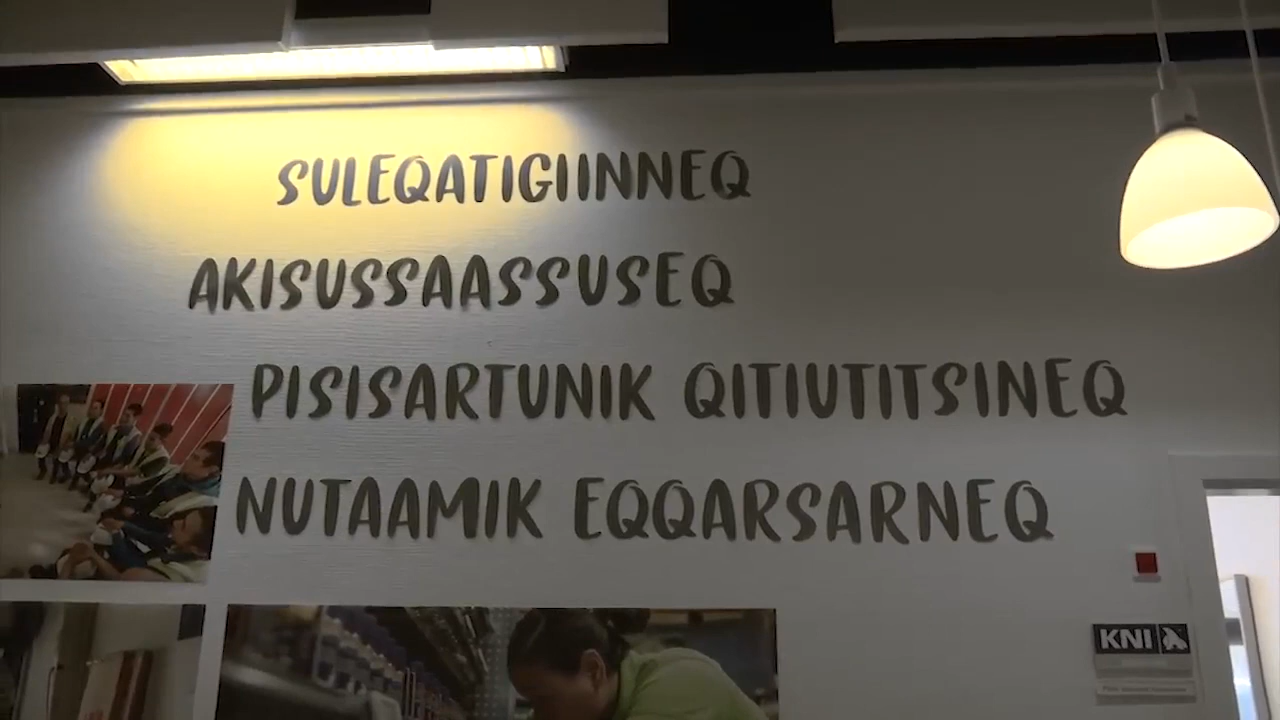 SULEQATIGIINNEQ
AKISUSSAASSUSEQ
PISISARTUNIK QITIUTITSINEQ
NUTAAMIK EQQARSARNEQ
KNI